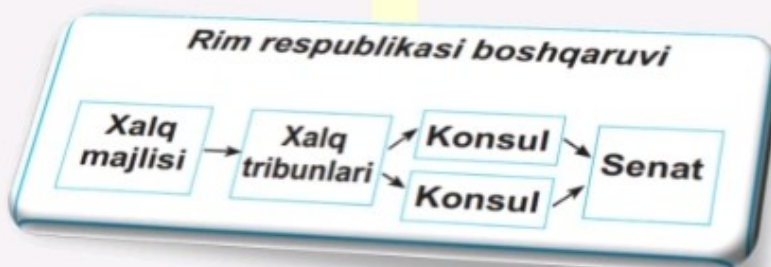 Rim respublikasi boshqaruvi
Xalq
majlisi
Xalq
tribunlari
Konsul
Konsul
Senat